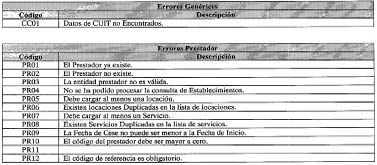 Errores Genéricos
Código Descripción
CC01 Datos de CUIT no Encontrados.
Errores Prestador
Código Descripción
PR01 El Prestador ya existe.
PR02 El Prestador no existe.
PR03 La entidad prestador no es válida.
PR04 No se ha podido procesar la consulta de Establecimientos.
PR05 Debe cargar al menos una locación.
PR06 Existen locaciones Duplicadas en la lista de locaciones.
PR07 Debe cargar al menos un Servicio.
PR08 Existen Servicios Duplicadas en la lista de servicios.
PR09 La Fecha de Cese no puede ser menor a la Fecha de Inicio.
PR10 El código del prestador debe ser mayor a cero.
PR11
PR12 El código de referencia es obligatorio.